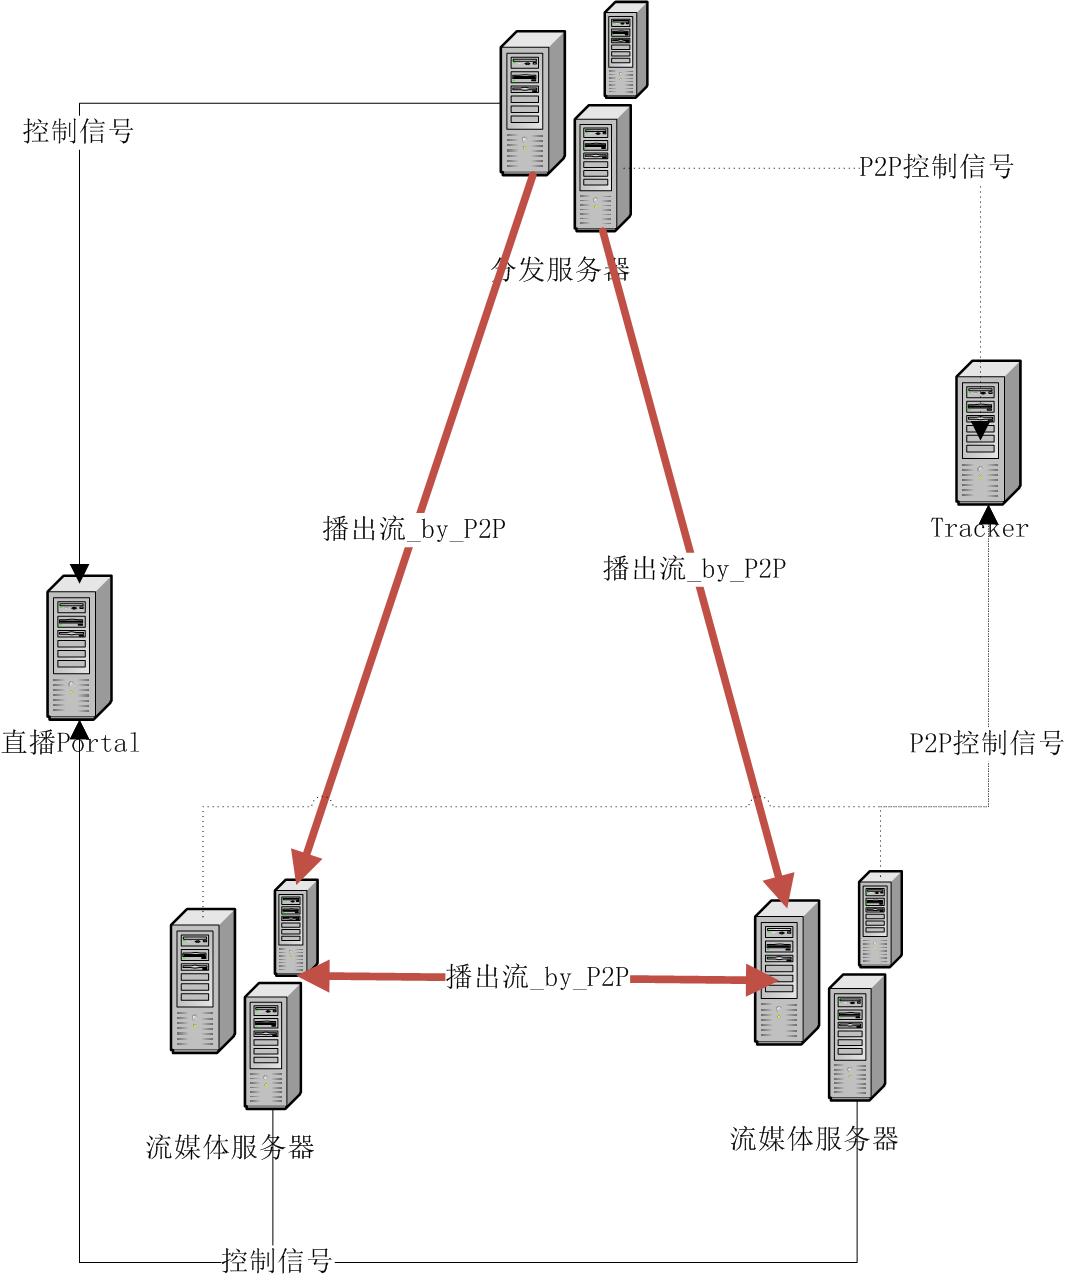 控制信号
P2P控制信号
分发服务器
播出流_by_P2P
Tracker
播出流_by_P2P
直播Portal
P2P控制信号
播出流_by_P2P
流媒体服务器
流媒体服务器
控制信号